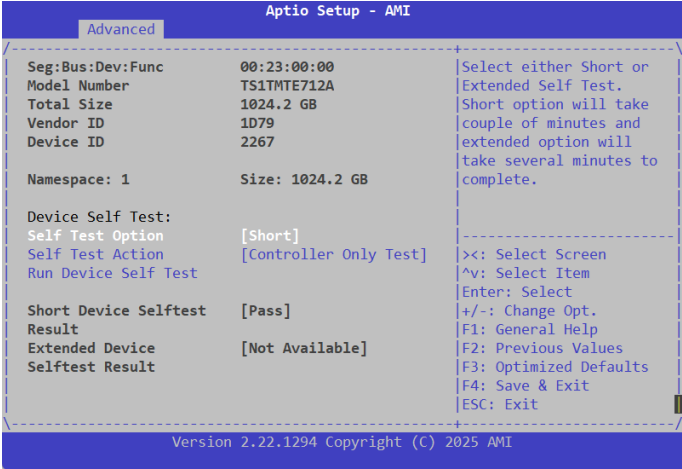 Aptio Setup - AMI
Advanced
Seg:Bus:Dev:Func 00:23:00:00
Model Number TS1TMTE712A
Total Size 1024.2 GB
Vendor ID 1D79
Device ID 2267
Namespace: 1 Size: 1024.2 GB
Device Self Test:
Self Test Option [Short]
Self Test Action [Controller Only Test]
Run Device Self Test
Short Device Selftest [Pass]
Result
Extended Device [Not Available]
Selftest Result
Select either Short or
Extended Self Test.
Short option will take
couple of minutes and
extended option will
take several minutes to
complete.
><: Select Screen
^v: Select Item
Enter: Select
+/-: Change Opt.
F1: General Help
F2: Previous Values
F3: Optimized Defaults
F4: Save & Exit
ESC: Exit
Version 2.22.1294 Copyright (C) 2025 AMI